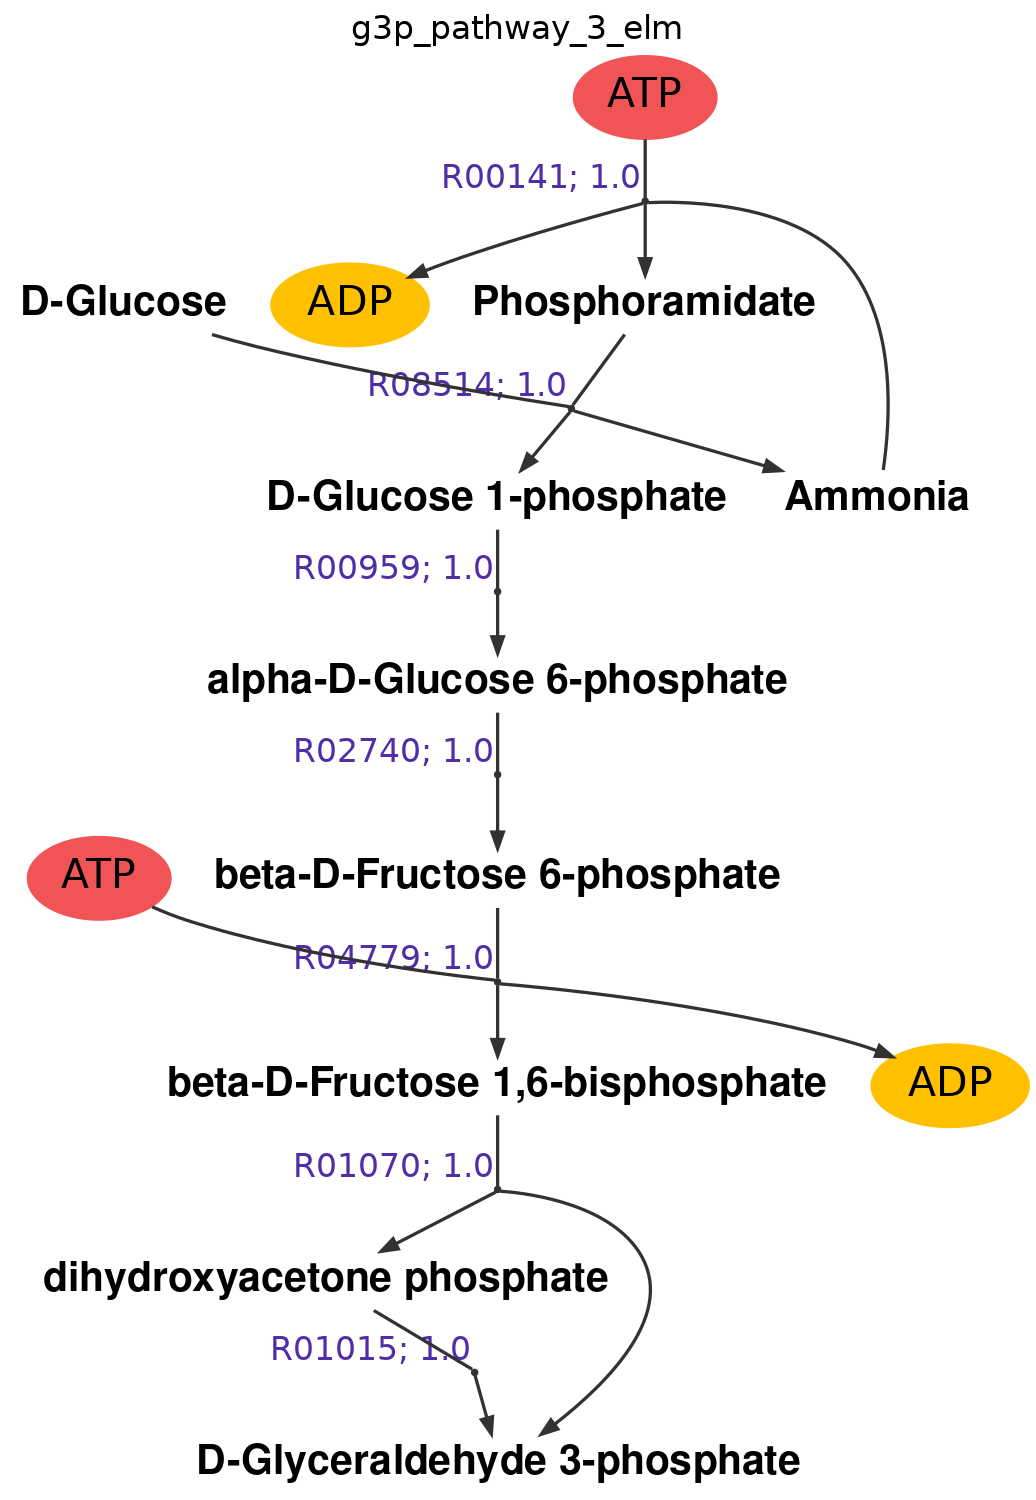 g3p_pathway_3_elm
ATP
R00141; 1.0
D-Glucose
ADP
Phosphoramidate
R08514; 1.0
D-Glucose 1-phosphate
Ammonia
R00959; 1.0
alpha-D-Glucose 6-phosphate
R02740; 1.0
ATP
beta-D-Fructose 6-phosphate
R04779; 1.0
beta-D-Fructose 1,6-bisphosphate
ADP
R01070; 1.0
dihydroxyacetone phosphate
R01015; 1.0
D-Glyceraldehyde 3-phosphate